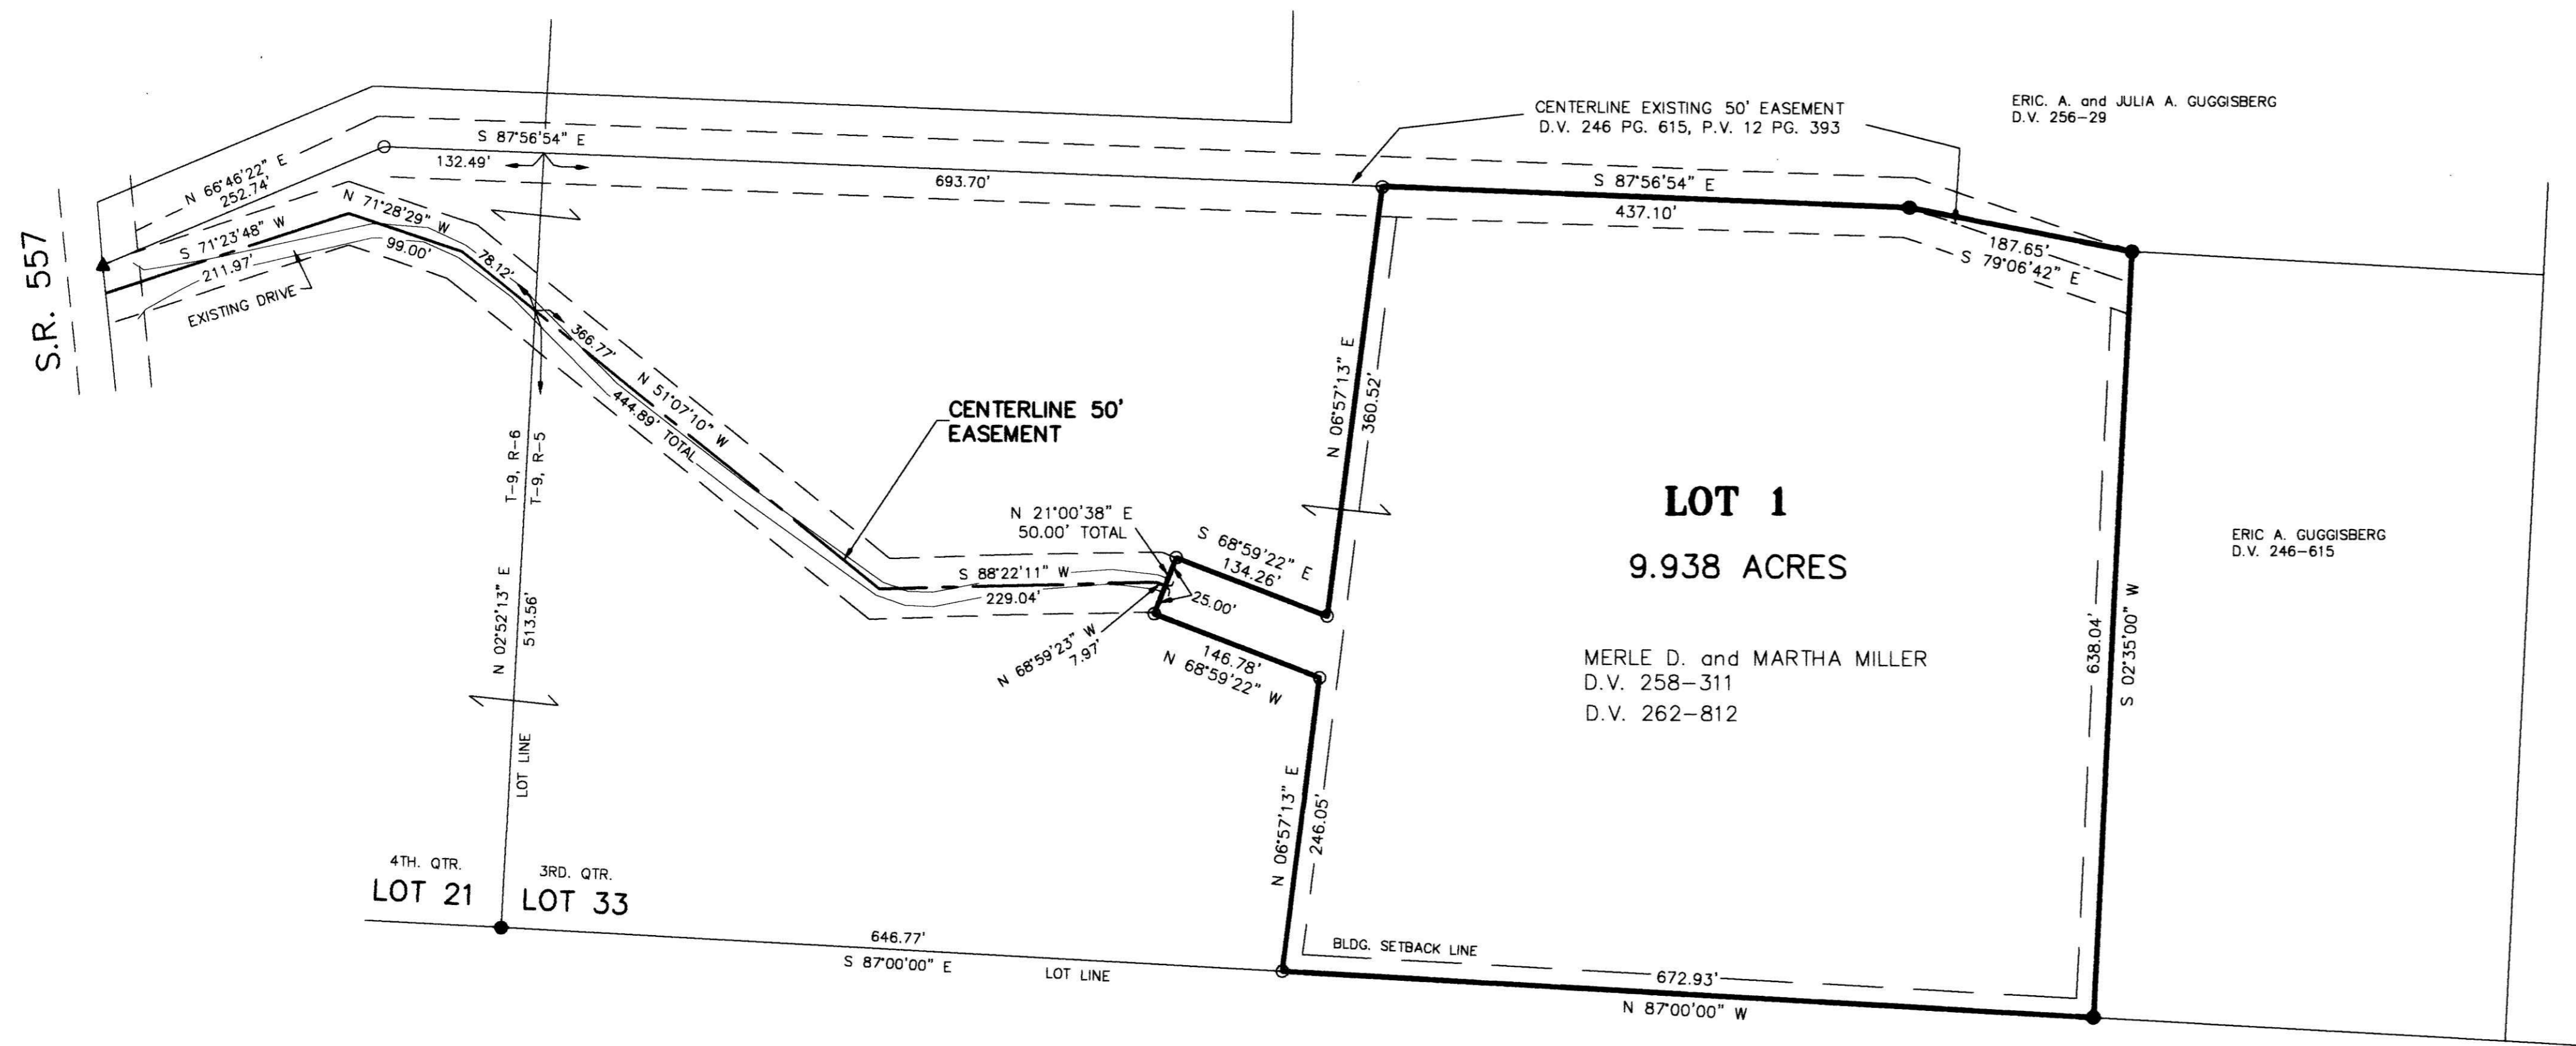 S.R. 557
N 66°46'22" E
252.74'
S 71°23'48" W
211.97'
EXISTING DRIVE
N 71°28'29" W
99.00'
78.12'
366.77'
N 51°07'10" W
444.89' TOTAL
S 87°56'54" E
132.49'
693.70'
CENTERLINE EXISTING 50' EASEMENT
D.V. 246 PG. 615, P.V. 12 PG. 393
ERIC. A. and JULIA A. GUGGISBERG
D.V. 256-29
S 87°56'54" E
437.10'
187.65'
S 79°06'42" E
N 06°57'13" E
360.52'
CENTERLINE 50'
EASEMENT
T-9, R-6
T-9, R-5
N 02°52'13" E
513.56'
LOT LINE
N 21°00'38" E
50.00' TOTAL
S 68°59'22" E
134.26'
S 88°22'11" W
229.04'
25.00'
N 68°59'23" W
7.97'
146.78'
N 68°59'22" W
LOT 1
9.938 ACRES
MERLE D. and MARTHA MILLER
D.V. 258-311
D.V. 262-812
ERIC A. GUGGISBERG
D.V. 246-615
638.04'
S 02°35'00" W
N 06°57'13" E
246.05'
4TH. QTR.
LOT 21
3RD. QTR.
LOT 33
646.77'
S 87°00'00" E
LOT LINE
BLDG. SETBACK LINE
672.93'
N 87°00'00" W